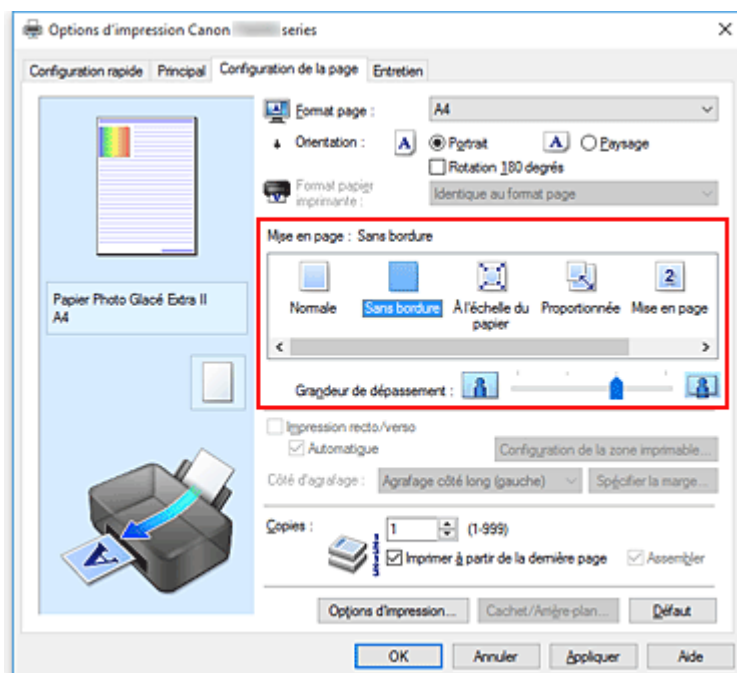 Options d'impression Canon series
Configuration rapide Principal Configuration de la page Entretien
Format page : A4
Orientation : A Portrait A Paysage
Rotation 180 degrés
Format papier imprimante : Identique au format page
Mise en page : Sans bordure
Normale Sans bordure À l'échelle du papier Proportionnée Mise en page
Papier Photo Glacé Extra II
A4
Grandeur de dépassement :
Impression recto/verso
Automatique Configuration de la zone imprimable...
Côté d'agrafage : Agrafage côté long (gauche) Spécifier la marge...
Copies : 1 (1-999)
Imprimer à partir de la dernière page Assembler
Options d'impression... Cachet/Arrière-plan... Défaut
OK Annuler Appliquer Aide